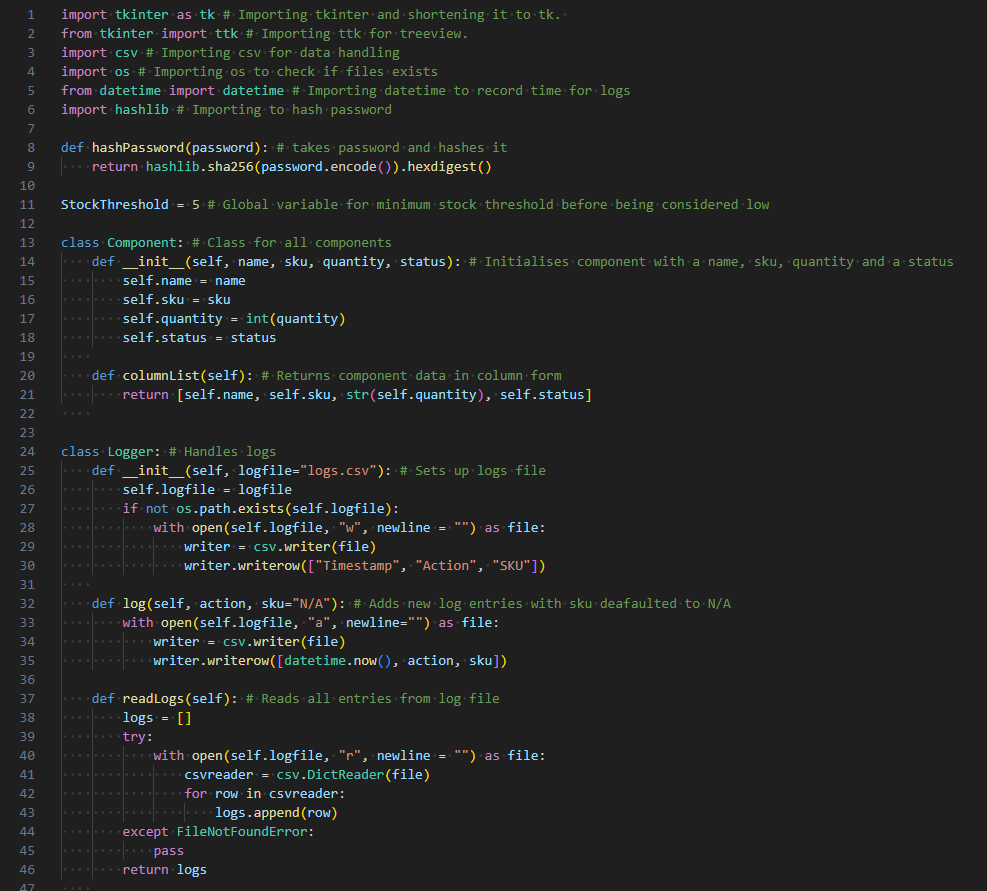 1 import tkinter as tk # Importing tkinter and shortening it to tk.
2 from tkinter import ttk # Importing ttk for treeview.
3 import csv # Importing csv for data handling
4 import os # Importing os to check if files exists
5 from datetime import datetime # Importing datetime to record time for logs
6 import hashlib # Importing to hash password
7
8 def hashPassword(password): # takes password and hashes it
9     return hashlib.sha256(password.encode()).hexdigest()
10
11 StockThreshold = 5 # Global variable for minimum stock threshold before being considered low
12
13 class Component: # Class for all components
14     def __init__(self, name, sku, quantity, status): # Initialises component with a name, sku, quantity and a status
15         self.name = name
16         self.sku = sku
17         self.quantity = int(quantity)
18         self.status = status
19
20     def columnList(self): # Returns component data in column form
21         return [self.name, self.sku, str(self.quantity), self.status]
22
23
24 class Logger: # Handles logs
25     def __init__(self, logfile="logs.csv"): # Sets up logs file
26         self.logfile = logfile
27         if not os.path.exists(self.logfile):
28             with open(self.logfile, "w", newline = "") as file:
29                 writer = csv.writer(file)
30                 writer.writerow(["Timestamp", "Action", "SKU"])
31
32     def log(self, action, sku="N/A"): # Adds new log entries with sku deafaulted to N/A
33         with open(self.logfile, "a", newline="") as file:
34             writer = csv.writer(file)
35             writer.writerow([datetime.now(), action, sku])
36
37     def readLogs(self): # Reads all entries from log file
38         logs = []
39         try:
40             with open(self.logfile, "r", newline = "") as file:
41                 csvreader = csv.DictReader(file)
42                 for row in csvreader:
43                     logs.append(row)
44         except FileNotFoundError:
45             pass
46         return logs
47